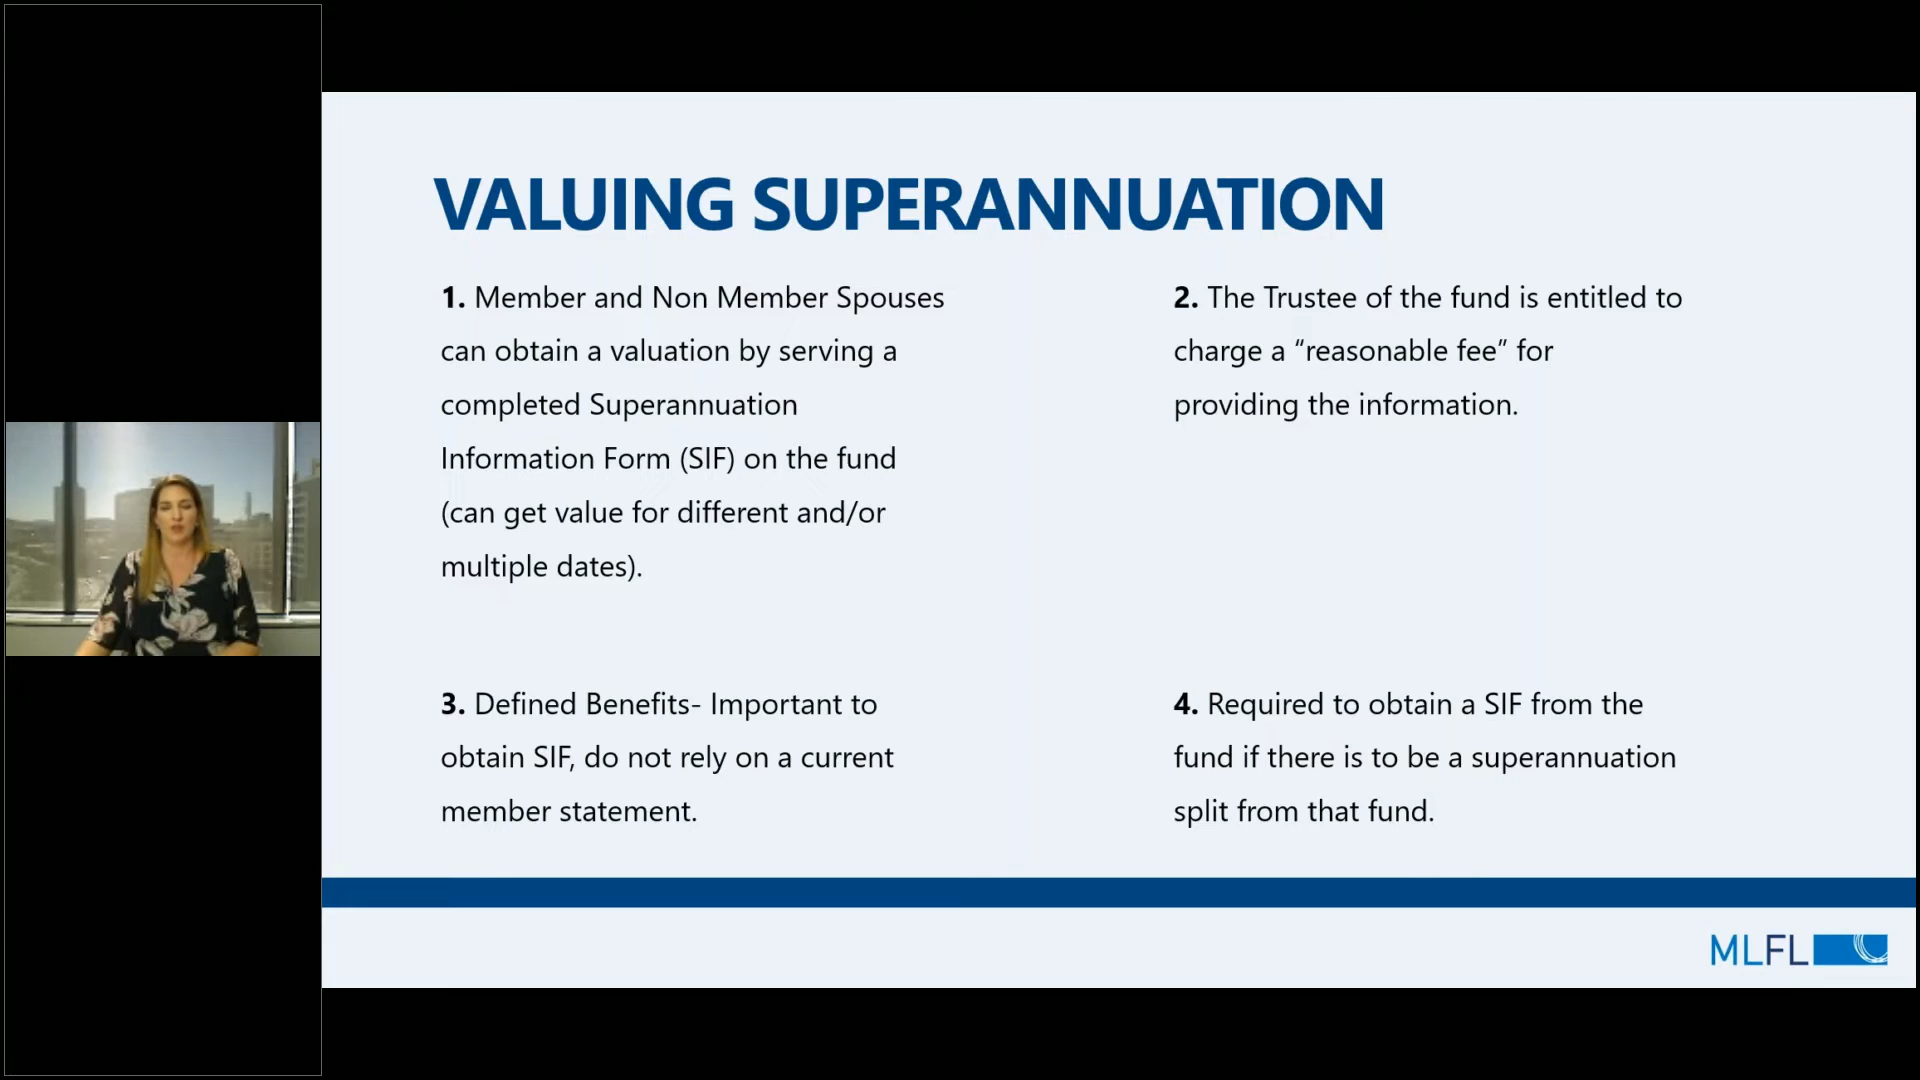 VALUING SUPERANNUATION
1. Member and Non Member Spouses
can obtain a valuation by serving a
completed Superannuation
Information Form (SIF) on the fund
(can get value for different and/or
multiple dates).
2. The Trustee of the fund is entitled to
charge a “reasonable fee” for
providing the information.
3. Defined Benefits- Important to
obtain SIF, do not rely on a current
member statement.
4. Required to obtain a SIF from the
fund if there is to be a superannuation
split from that fund.
MLFL